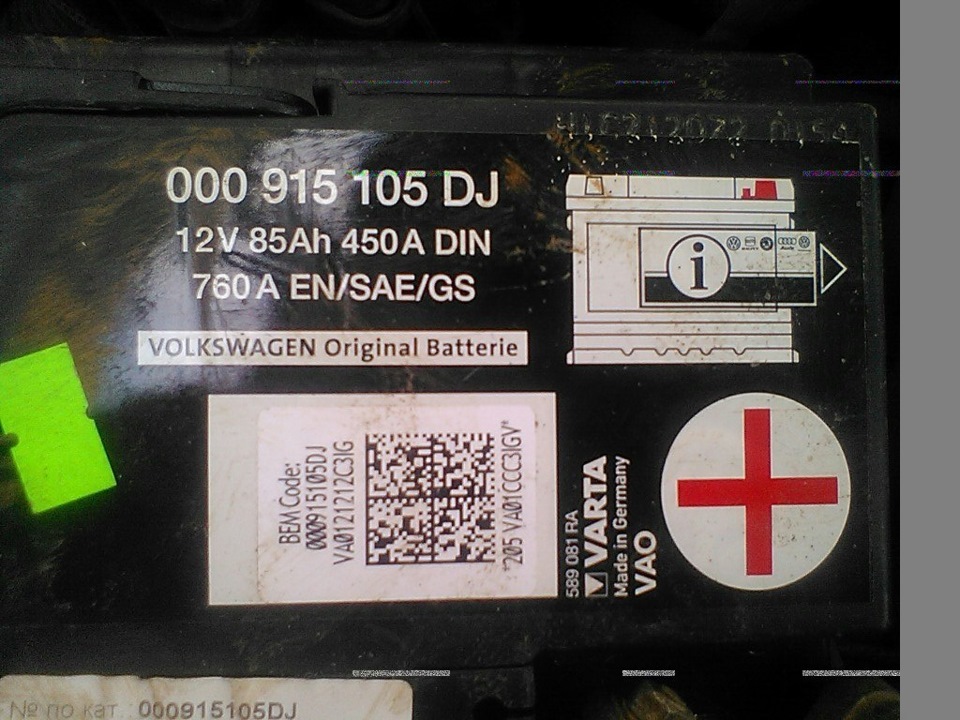 000 915 105 DJ
12V 85Ah 450A DIN
760A EN/SAE/GS
VOLKSWAGEN Original Batterie
i
BEM Code:
000915105DJ
VA0121212C3IG
*205 VA01CCC3IGV*
589 081 RA
VARTA
Made in Germany
VAO
№ по кат. 000915105DJ